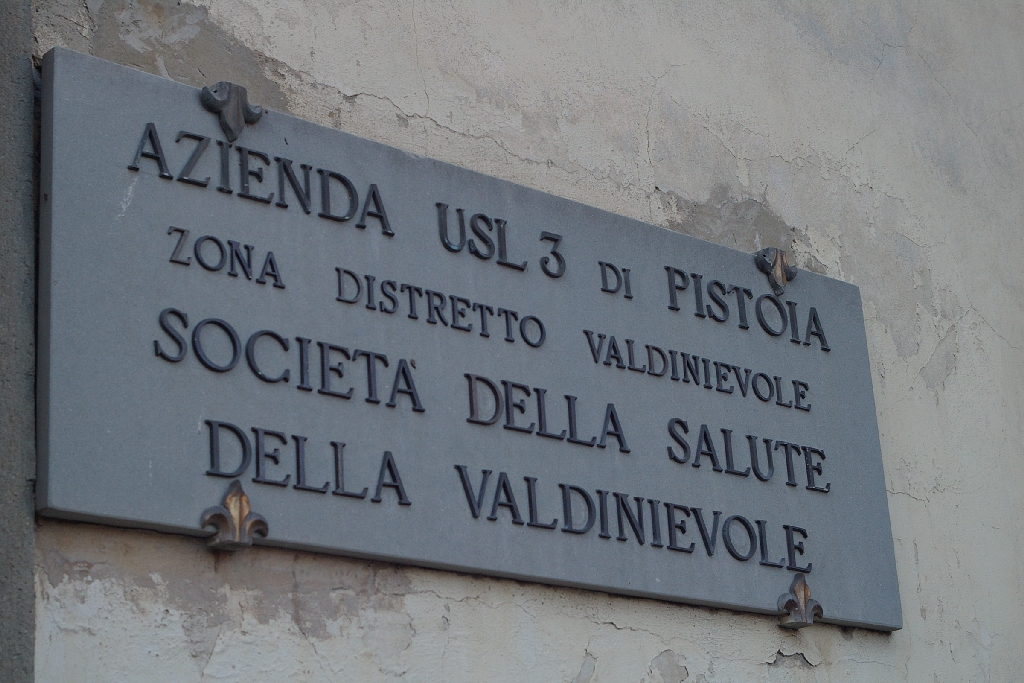 AZIENDA USL 3 DI PISTOIA
ZONA DISTRETTO VALDINIEVOLE
SOCIETÀ DELLA SALUTE
DELLA VALDINIEVOLE